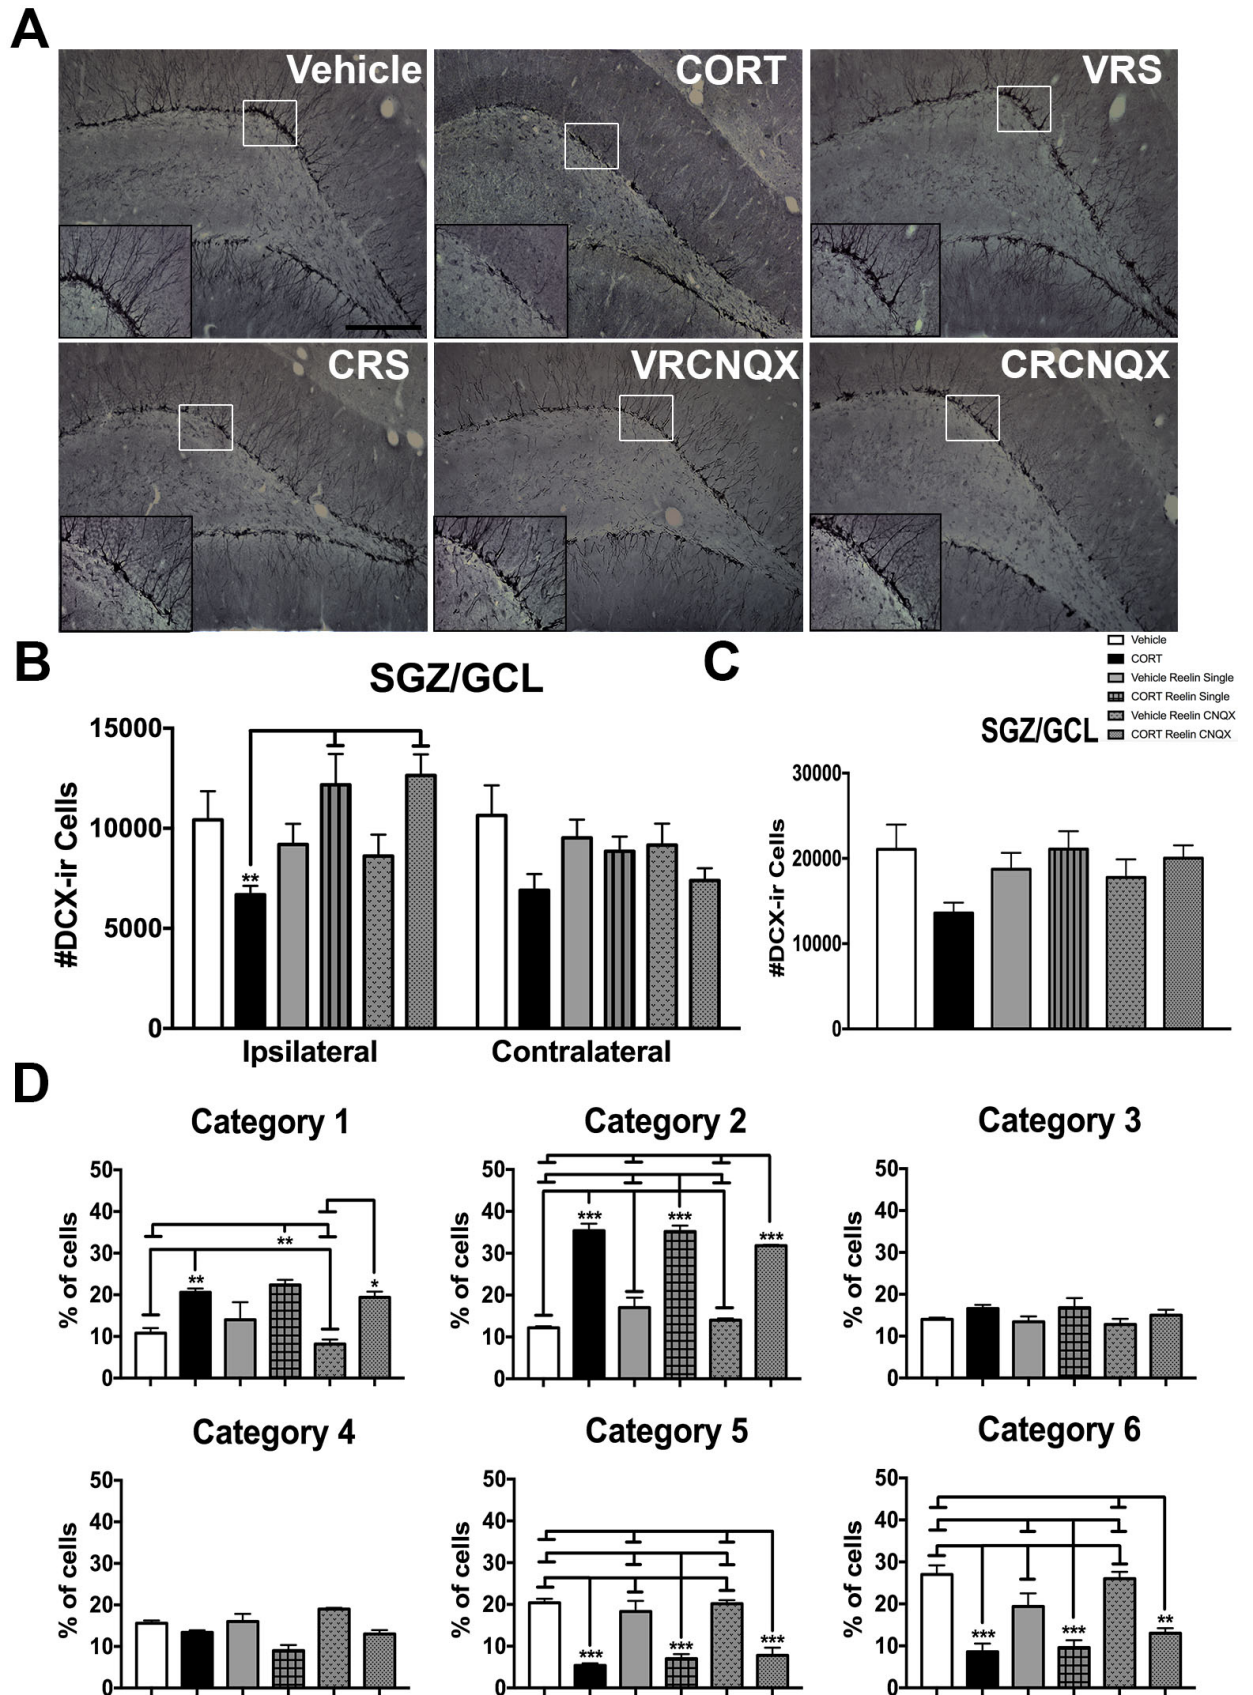 A
Vehicle
CORT
VRS
CRS
VRCNQX
CRCNQX
B
SGZ/GCL
#DCX-ir Cells
15000
10000
5000
0
**
Ipsilateral
Contralateral
C
Vehicle
CORT
Vehicle Reelin Single
CORT Reelin Single
Vehicle Reelin CNQX
CORT Reelin CNQX
SGZ/GCL
#DCX-ir Cells
30000
20000
10000
0
D
Category 1
% of cells
50
40
30
20
10
0
**
**
*
Category 2
% of cells
50
40
30
20
10
0
***
***
***
Category 3
% of cells
50
40
30
20
10
0
Category 4
% of cells
50
40
30
20
10
0
Category 5
% of cells
50
40
30
20
10
0
***
***
***
Category 6
% of cells
50
40
30
20
10
0
***
***
**